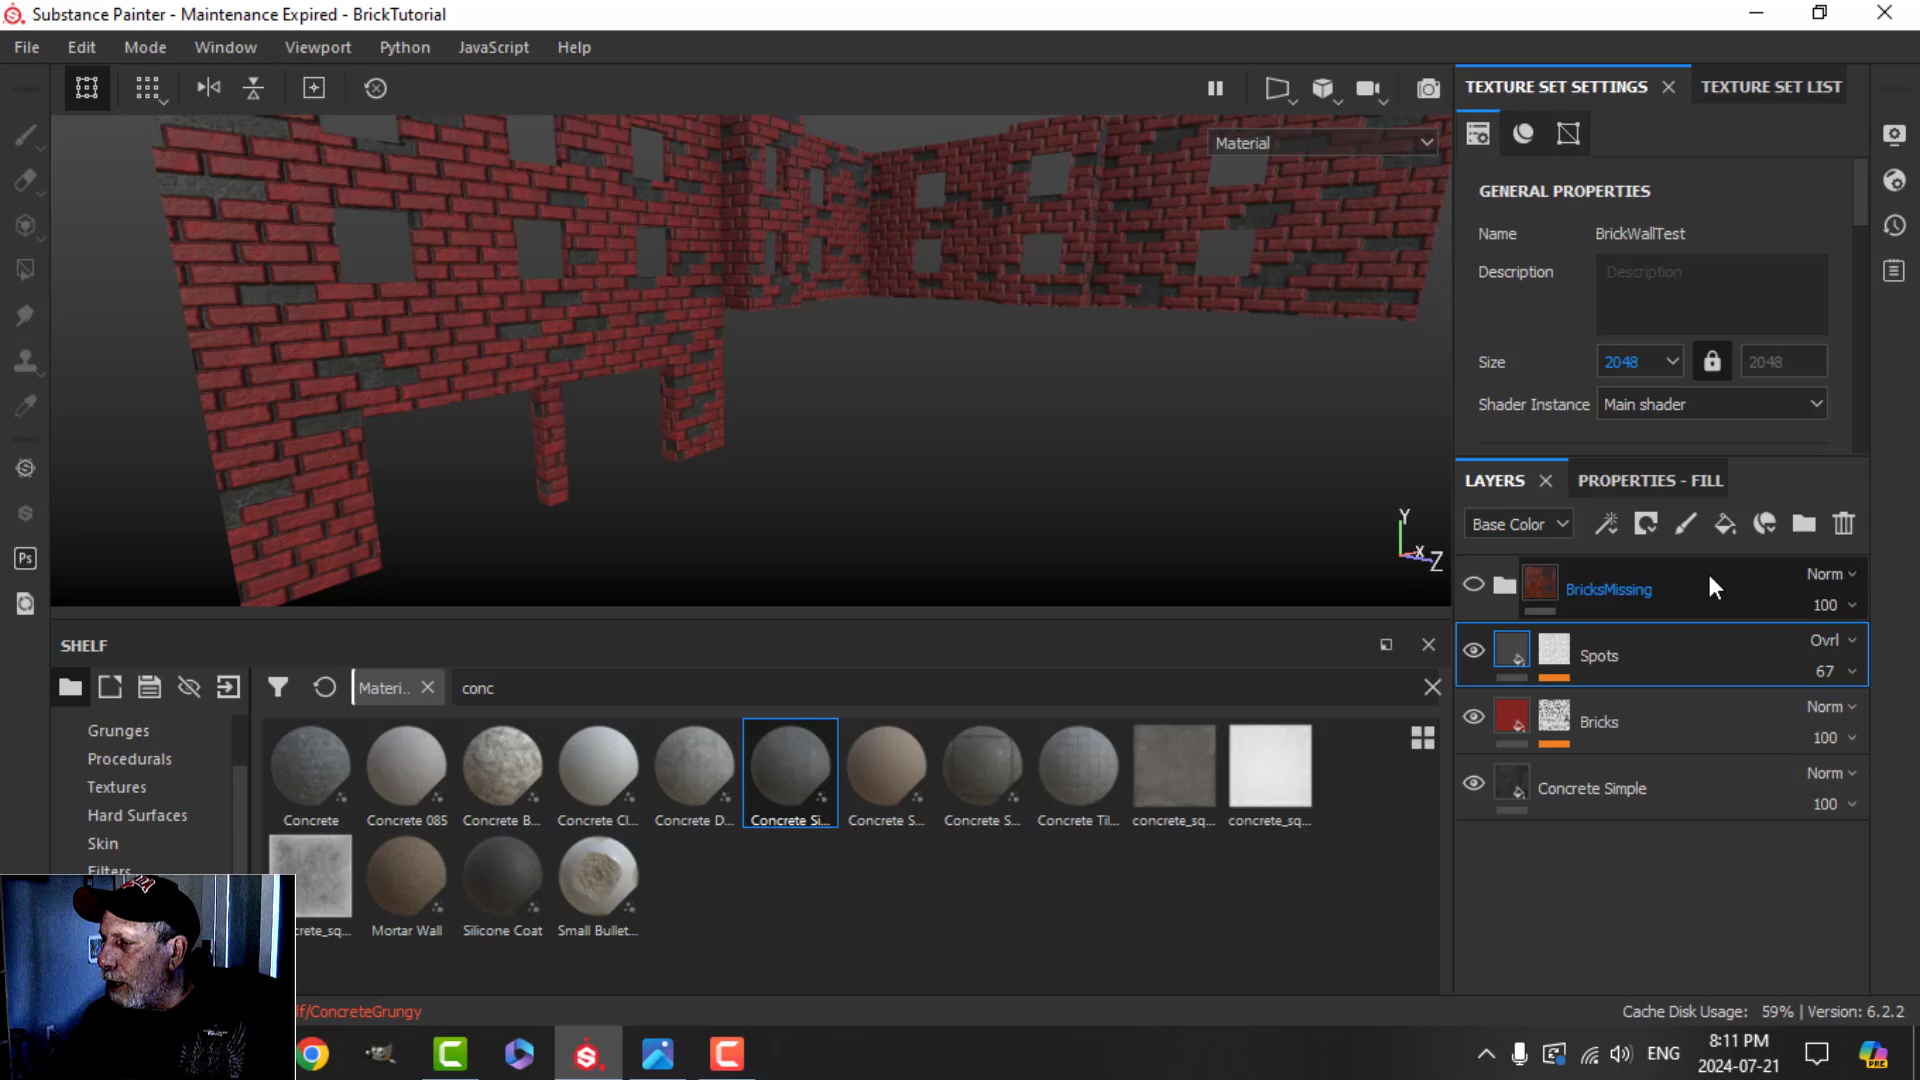 Substance Painter - Maintenance Expired - BrickTutorial
File Edit Mode Window Viewport Python JavaScript Help
TEXTURE SET SETTINGS TEXTURE SET LIST
Material
GENERAL PROPERTIES
Name BrickWallTest
Description Description
Size 2048 2048
Shader Instance Main shader
Y
X
Z
LAYERS PROPERTIES - FILL
Base Color
BricksMissing Norm 100
Spots Ovrl 67
Bricks Norm 100
Concrete Simple Norm 100
SHELF
Materi.. conc
Grunges
Procedurals
Textures
Hard Surfaces
Skin
Filters
Concrete Concrete 085 Concrete B... Concrete Cl... Concrete D... Concrete Si... Concrete S... Concrete S... Concrete Til... concrete_sq... concrete_sq...
crete_sq... Mortar Wall Silicone Coat Small Bullet...
lf/ConcreteGrungy
Cache Disk Usage: 59% | Version: 6.2.2
Ps
ENG
8:11 PM
2024-07-21
PRE